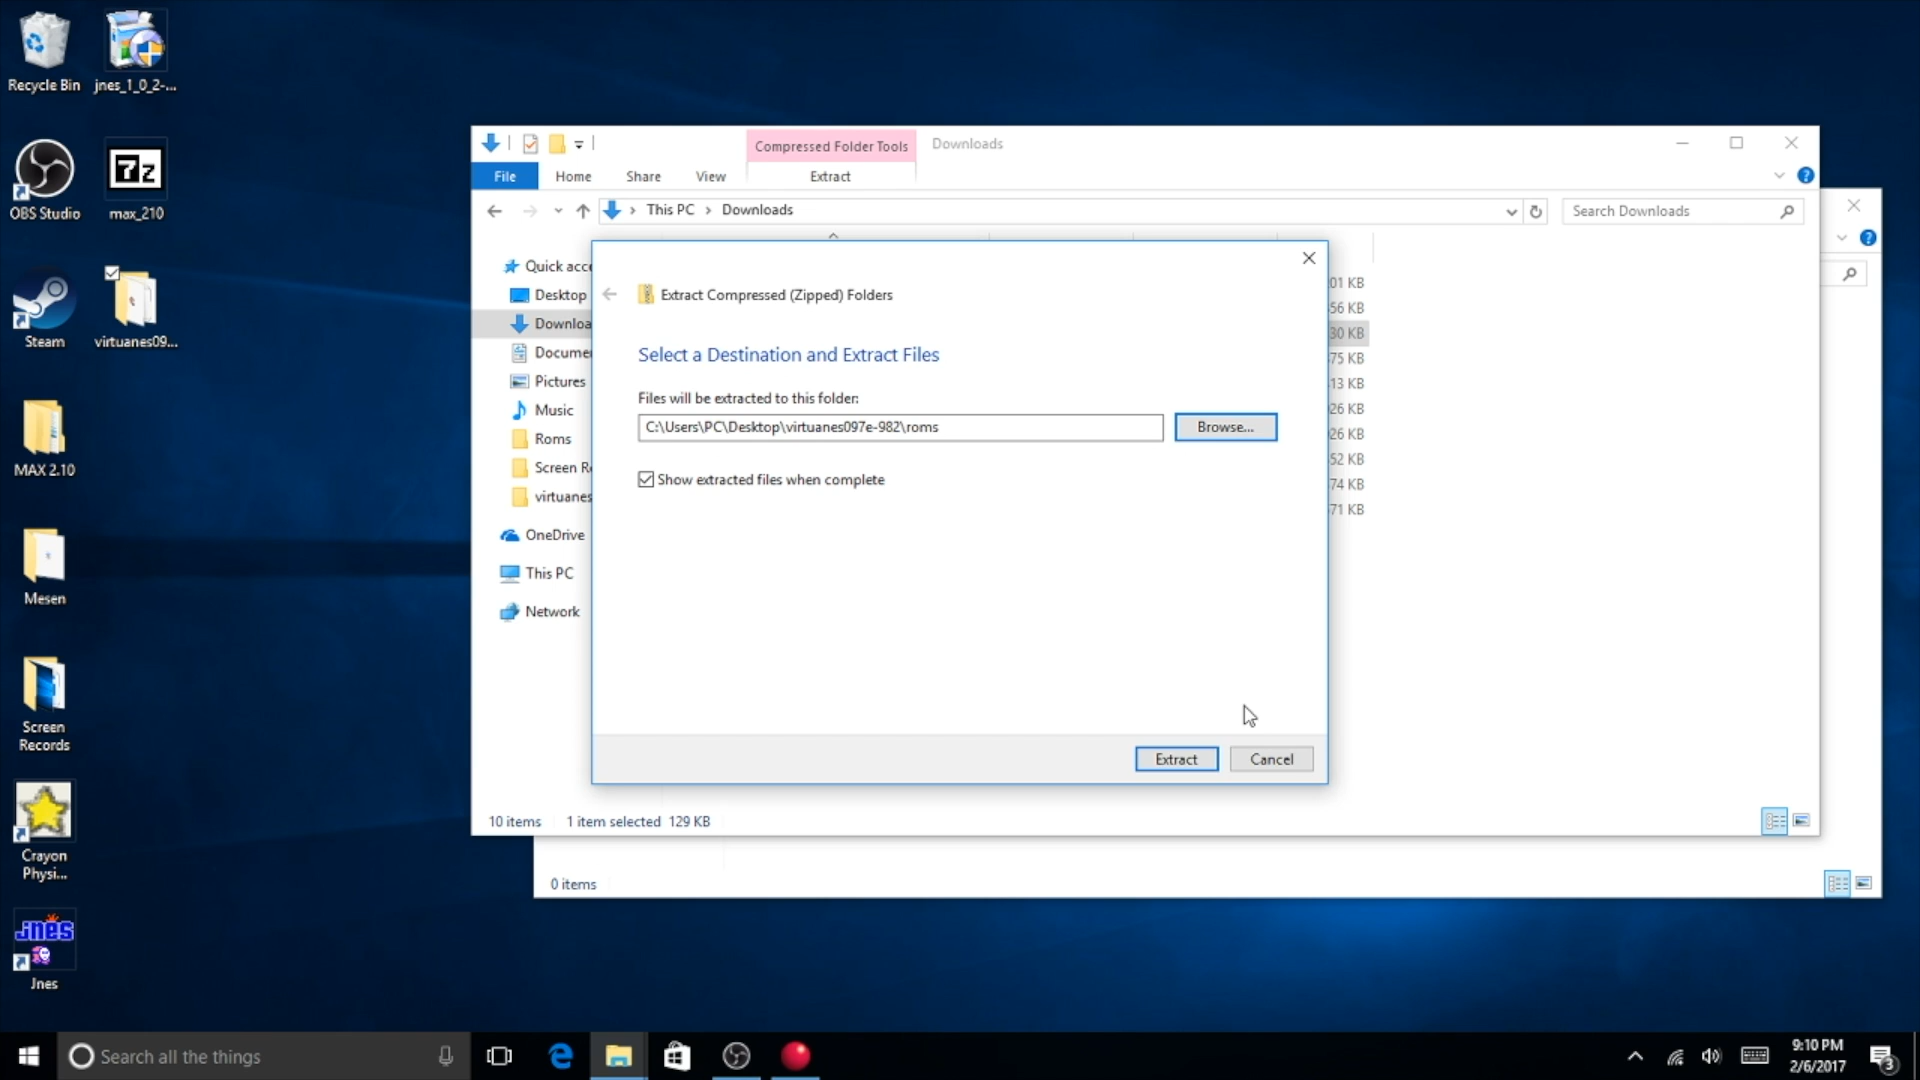 Recycle Bin
jnes_1_0_2-...
OBS Studio
7z
max_210
Steam
virtuanes09...
MAX 2.10
Mesen
Screen
Records
Crayon
Physi...
jnes
Jnes
Compressed Folder Tools
Downloads
File
Home
Share
View
Extract
This PC
Downloads
Search Downloads
Quick acce
Desktop
Downloa
Docume
Pictures
Music
Roms
Screen Re
virtuanes
OneDrive
This PC
Network
Extract Compressed (Zipped) Folders
Select a Destination and Extract Files
Files will be extracted to this folder:
C:\Users\PC\Desktop\virtuanes097e-982\roms
Browse...
Show extracted files when complete
Extract
Cancel
01 KB
56 KB
30 KB
75 KB
13 KB
26 KB
26 KB
52 KB
74 KB
71 KB
10 items
1 item selected 129 KB
0 items
Search all the things
9:10 PM
2/6/2017
3